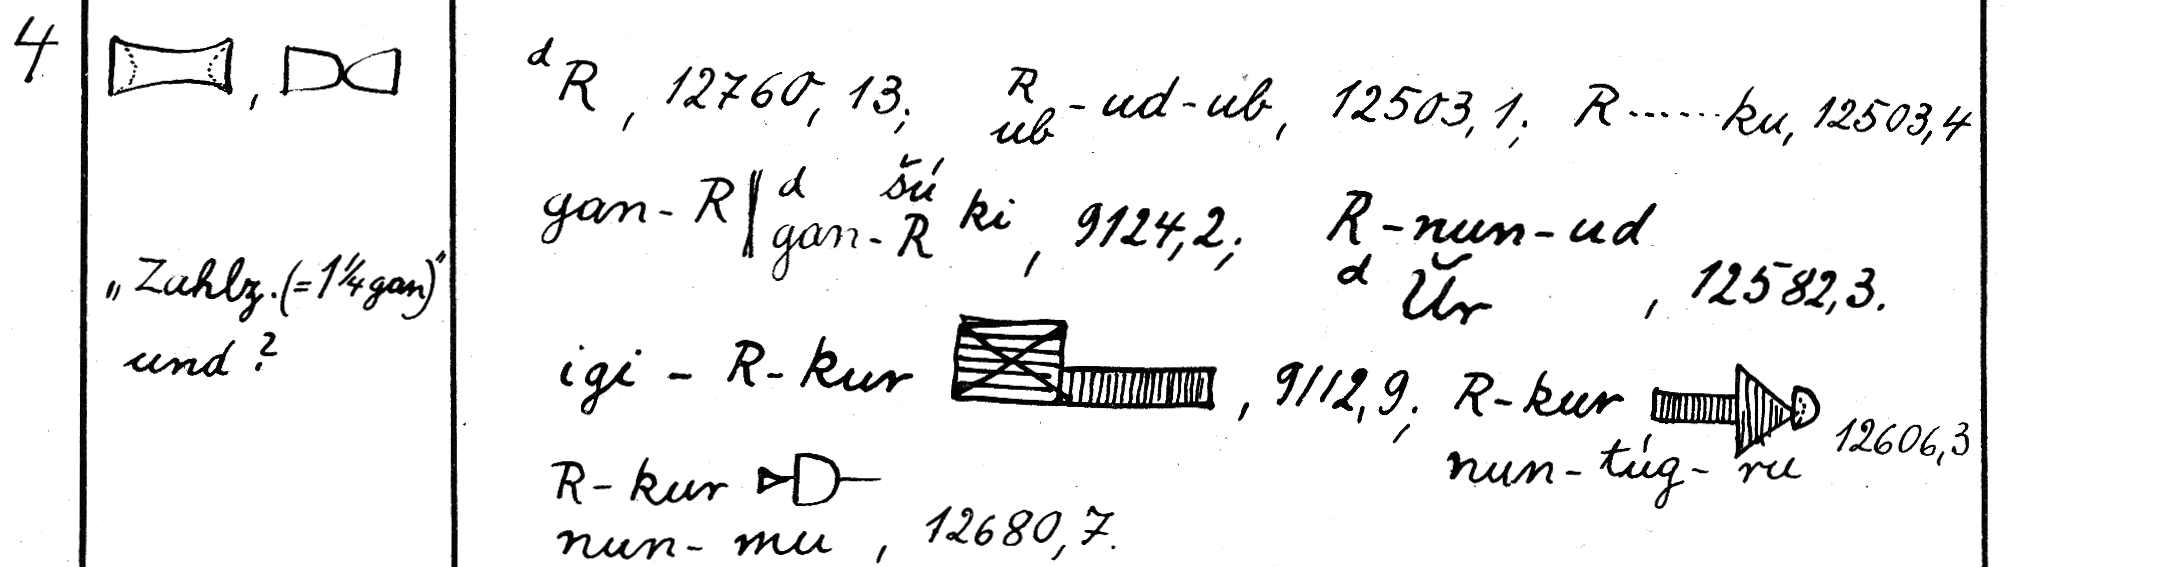 4
„Zahlz. (=1¼ gan)“
und ?
d R, 12760, 13; R ub -ud-ub, 12503, 1; R......ku, 12503,4
gan-R | d gan-R šú ki, 9124,2; R-nun-ud
d Ŭr, 12582,3.
igi - R-kur , 9112,9; R-kur 12606,3
nun-túg-ru
R-kur
nun-mu, 12680,7.